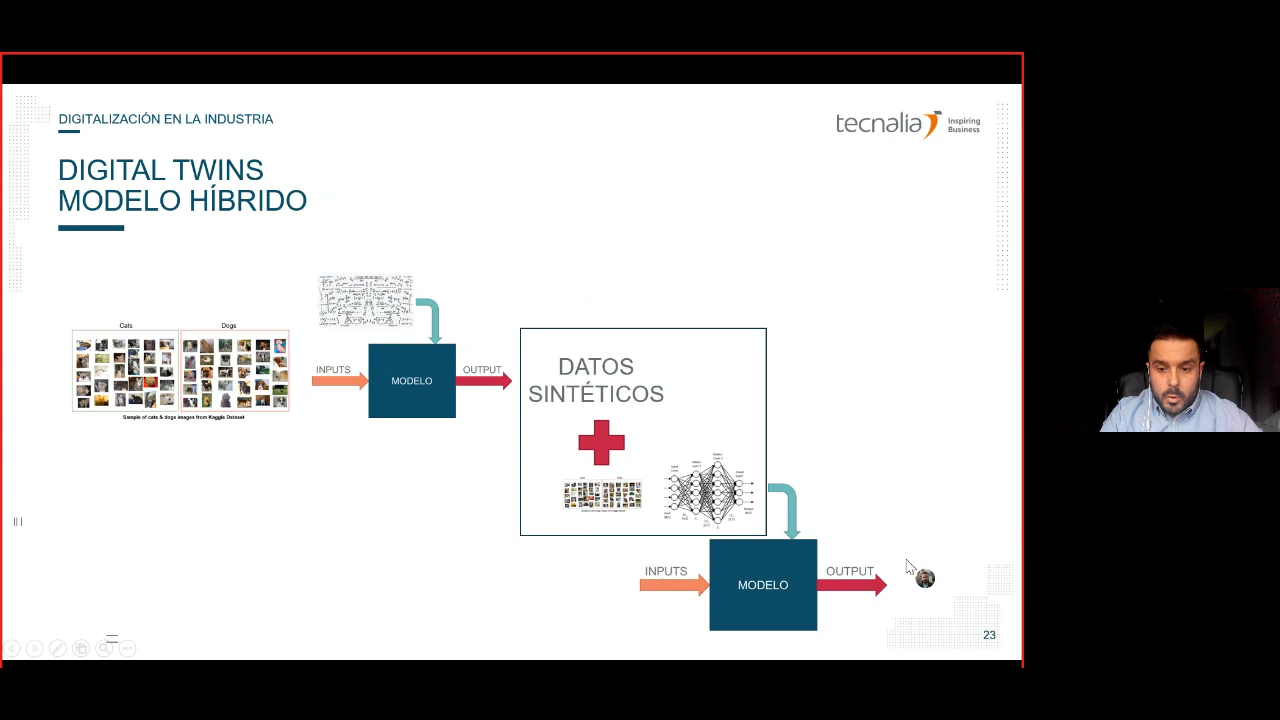 DIGITALIZACIÓN EN LA INDUSTRIA
tecnalia Inspiring
Business
DIGITAL TWINS
MODELO HÍBRIDO
Cats Dogs
Sample of cats & dogs images from Kaggle Dataset
INPUTS
MODELO
OUTPUT
DATOS
SINTÉTICOS
INPUTS
MODELO
OUTPUT
23